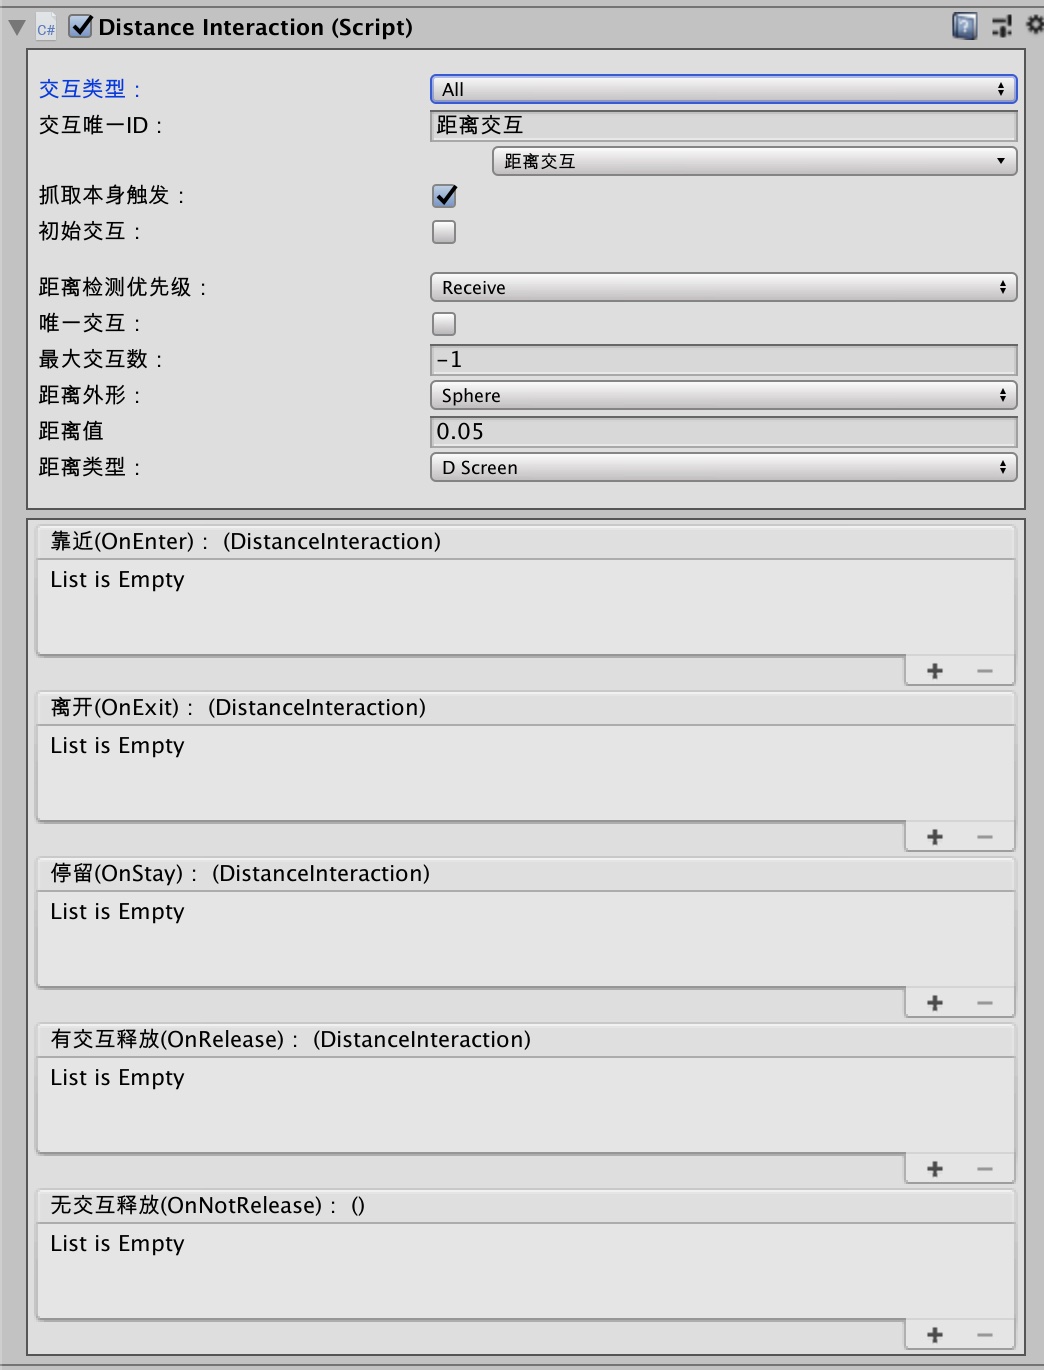 C# Distance Interaction (Script)
交互类型： All
交互唯一ID： 距离交互
距离交互
抓取本身触发：
初始交互：
距离检测优先级： Receive
唯一交互：
最大交互数： -1
距离外形： Sphere
距离值 0.05
距离类型： D Screen
靠近(OnEnter)： (DistanceInteraction)
List is Empty
离开(OnExit)： (DistanceInteraction)
List is Empty
停留(OnStay)： (DistanceInteraction)
List is Empty
有交互释放(OnRelease)： (DistanceInteraction)
List is Empty
无交互释放(OnNotRelease)： ()
List is Empty